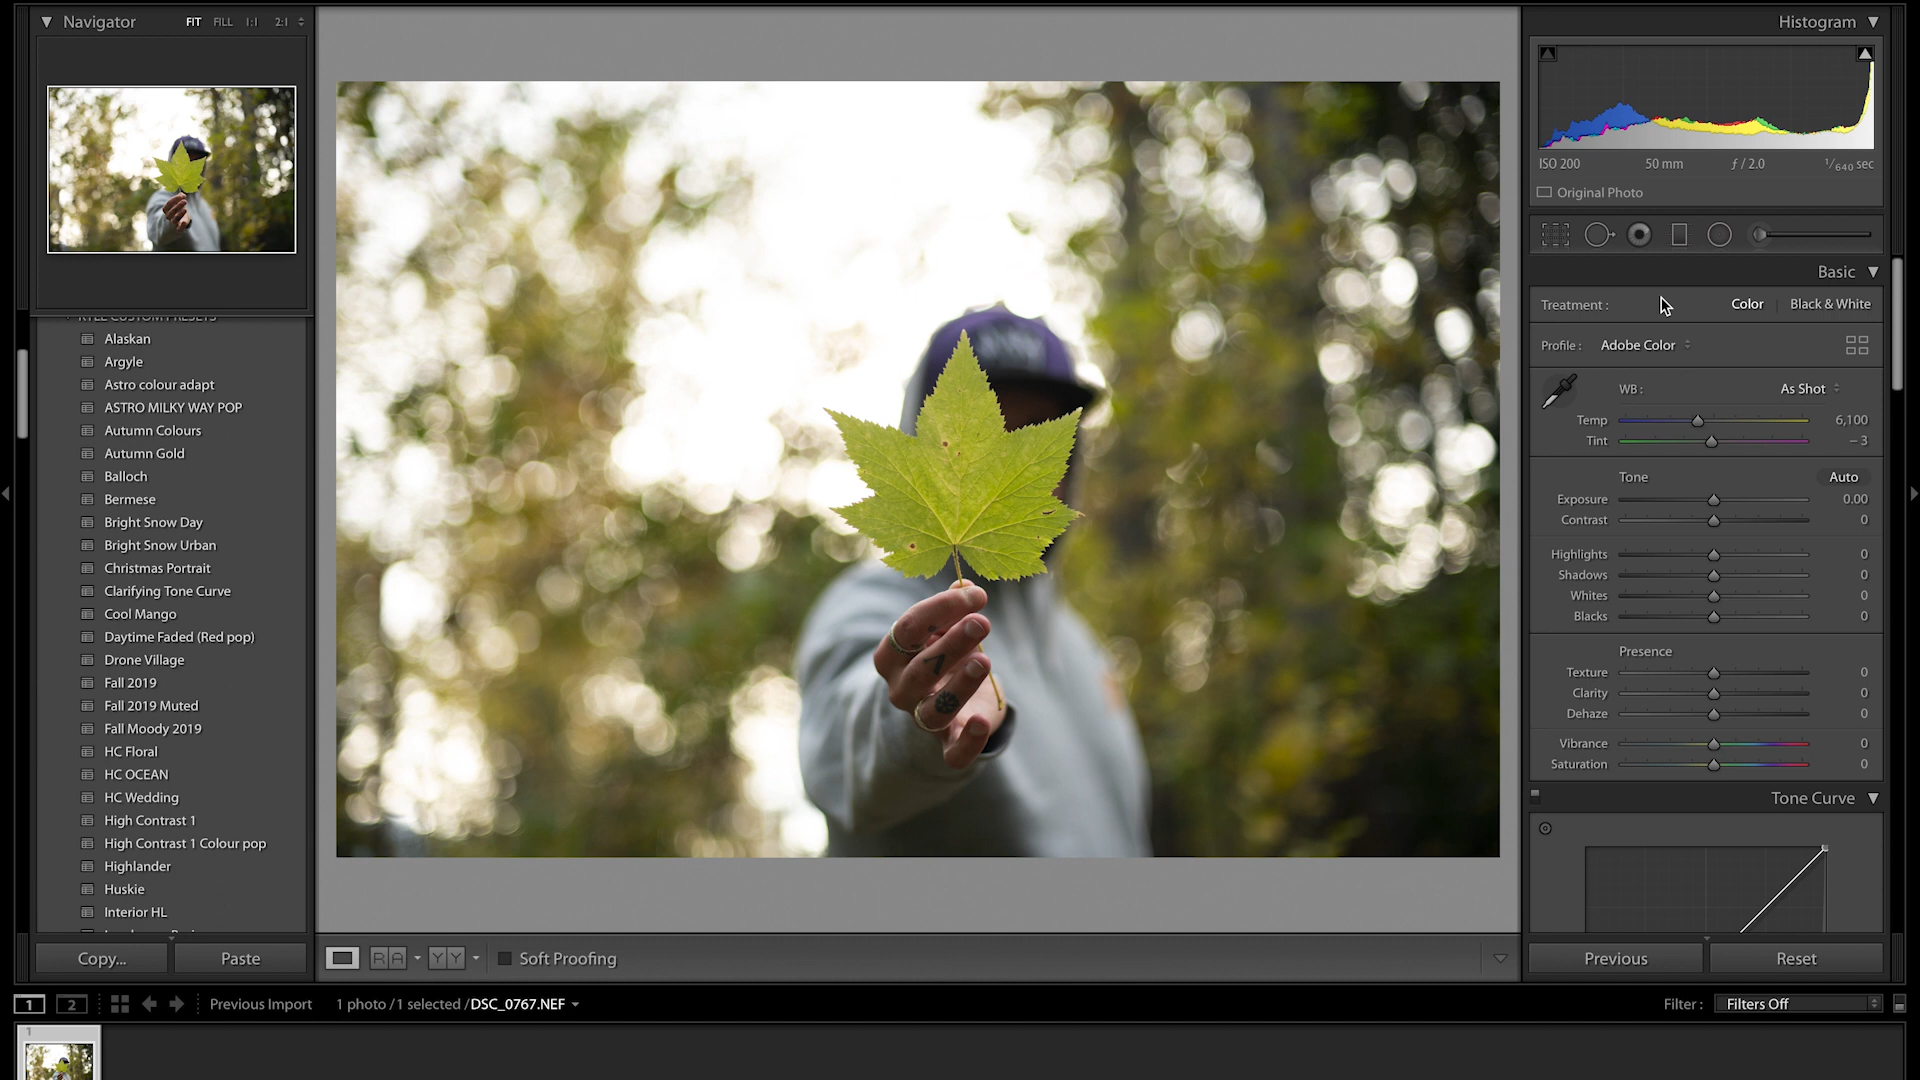 Navigator FIT FILL 1:1 2:1
Alaskan
Argyle
Astro colour adapt
ASTRO MILKY WAY POP
Autumn Colours
Autumn Gold
Balloch
Bermese
Bright Snow Day
Bright Snow Urban
Christmas Portrait
Clarifying Tone Curve
Cool Mango
Daytime Faded (Red pop)
Drone Village
Fall 2019
Fall 2019 Muted
Fall Moody 2019
HC Floral
HC OCEAN
HC Wedding
High Contrast 1
High Contrast 1 Colour pop
Highlander
Huskie
Interior HL
Copy... Paste
Histogram
ISO 200 50 mm ƒ / 2.0 1/640 sec
Original Photo
Basic
Treatment : Color Black & White
Profile : Adobe Color
WB : As Shot
Temp 6,100
Tint – 3
Tone Auto
Exposure 0.00
Contrast 0
Highlights 0
Shadows 0
Whites 0
Blacks 0
Presence
Texture 0
Clarity 0
Dehaze 0
Vibrance 0
Saturation 0
Tone Curve
Previous Reset
R A Y Y Soft Proofing
1 2 Previous Import 1 photo / 1 selected / DSC_0767.NEF Filter : Filters Off
1